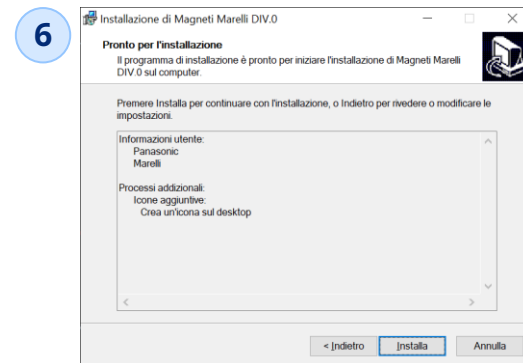 6
Installazione di Magneti Marelli DIV.0
Pronto per l'installazione
Il programma di installazione è pronto per iniziare l'installazione di Magneti Marelli
DIV.0 sul computer.
Premere Installa per continuare con l'installazione, o Indietro per rivedere o modificare le
impostazioni.
Informazioni utente:
Panasonic
Marelli
Processi addizionali:
Icone aggiuntive:
Crea un'icona sul desktop
< Indietro
Installa
Annulla